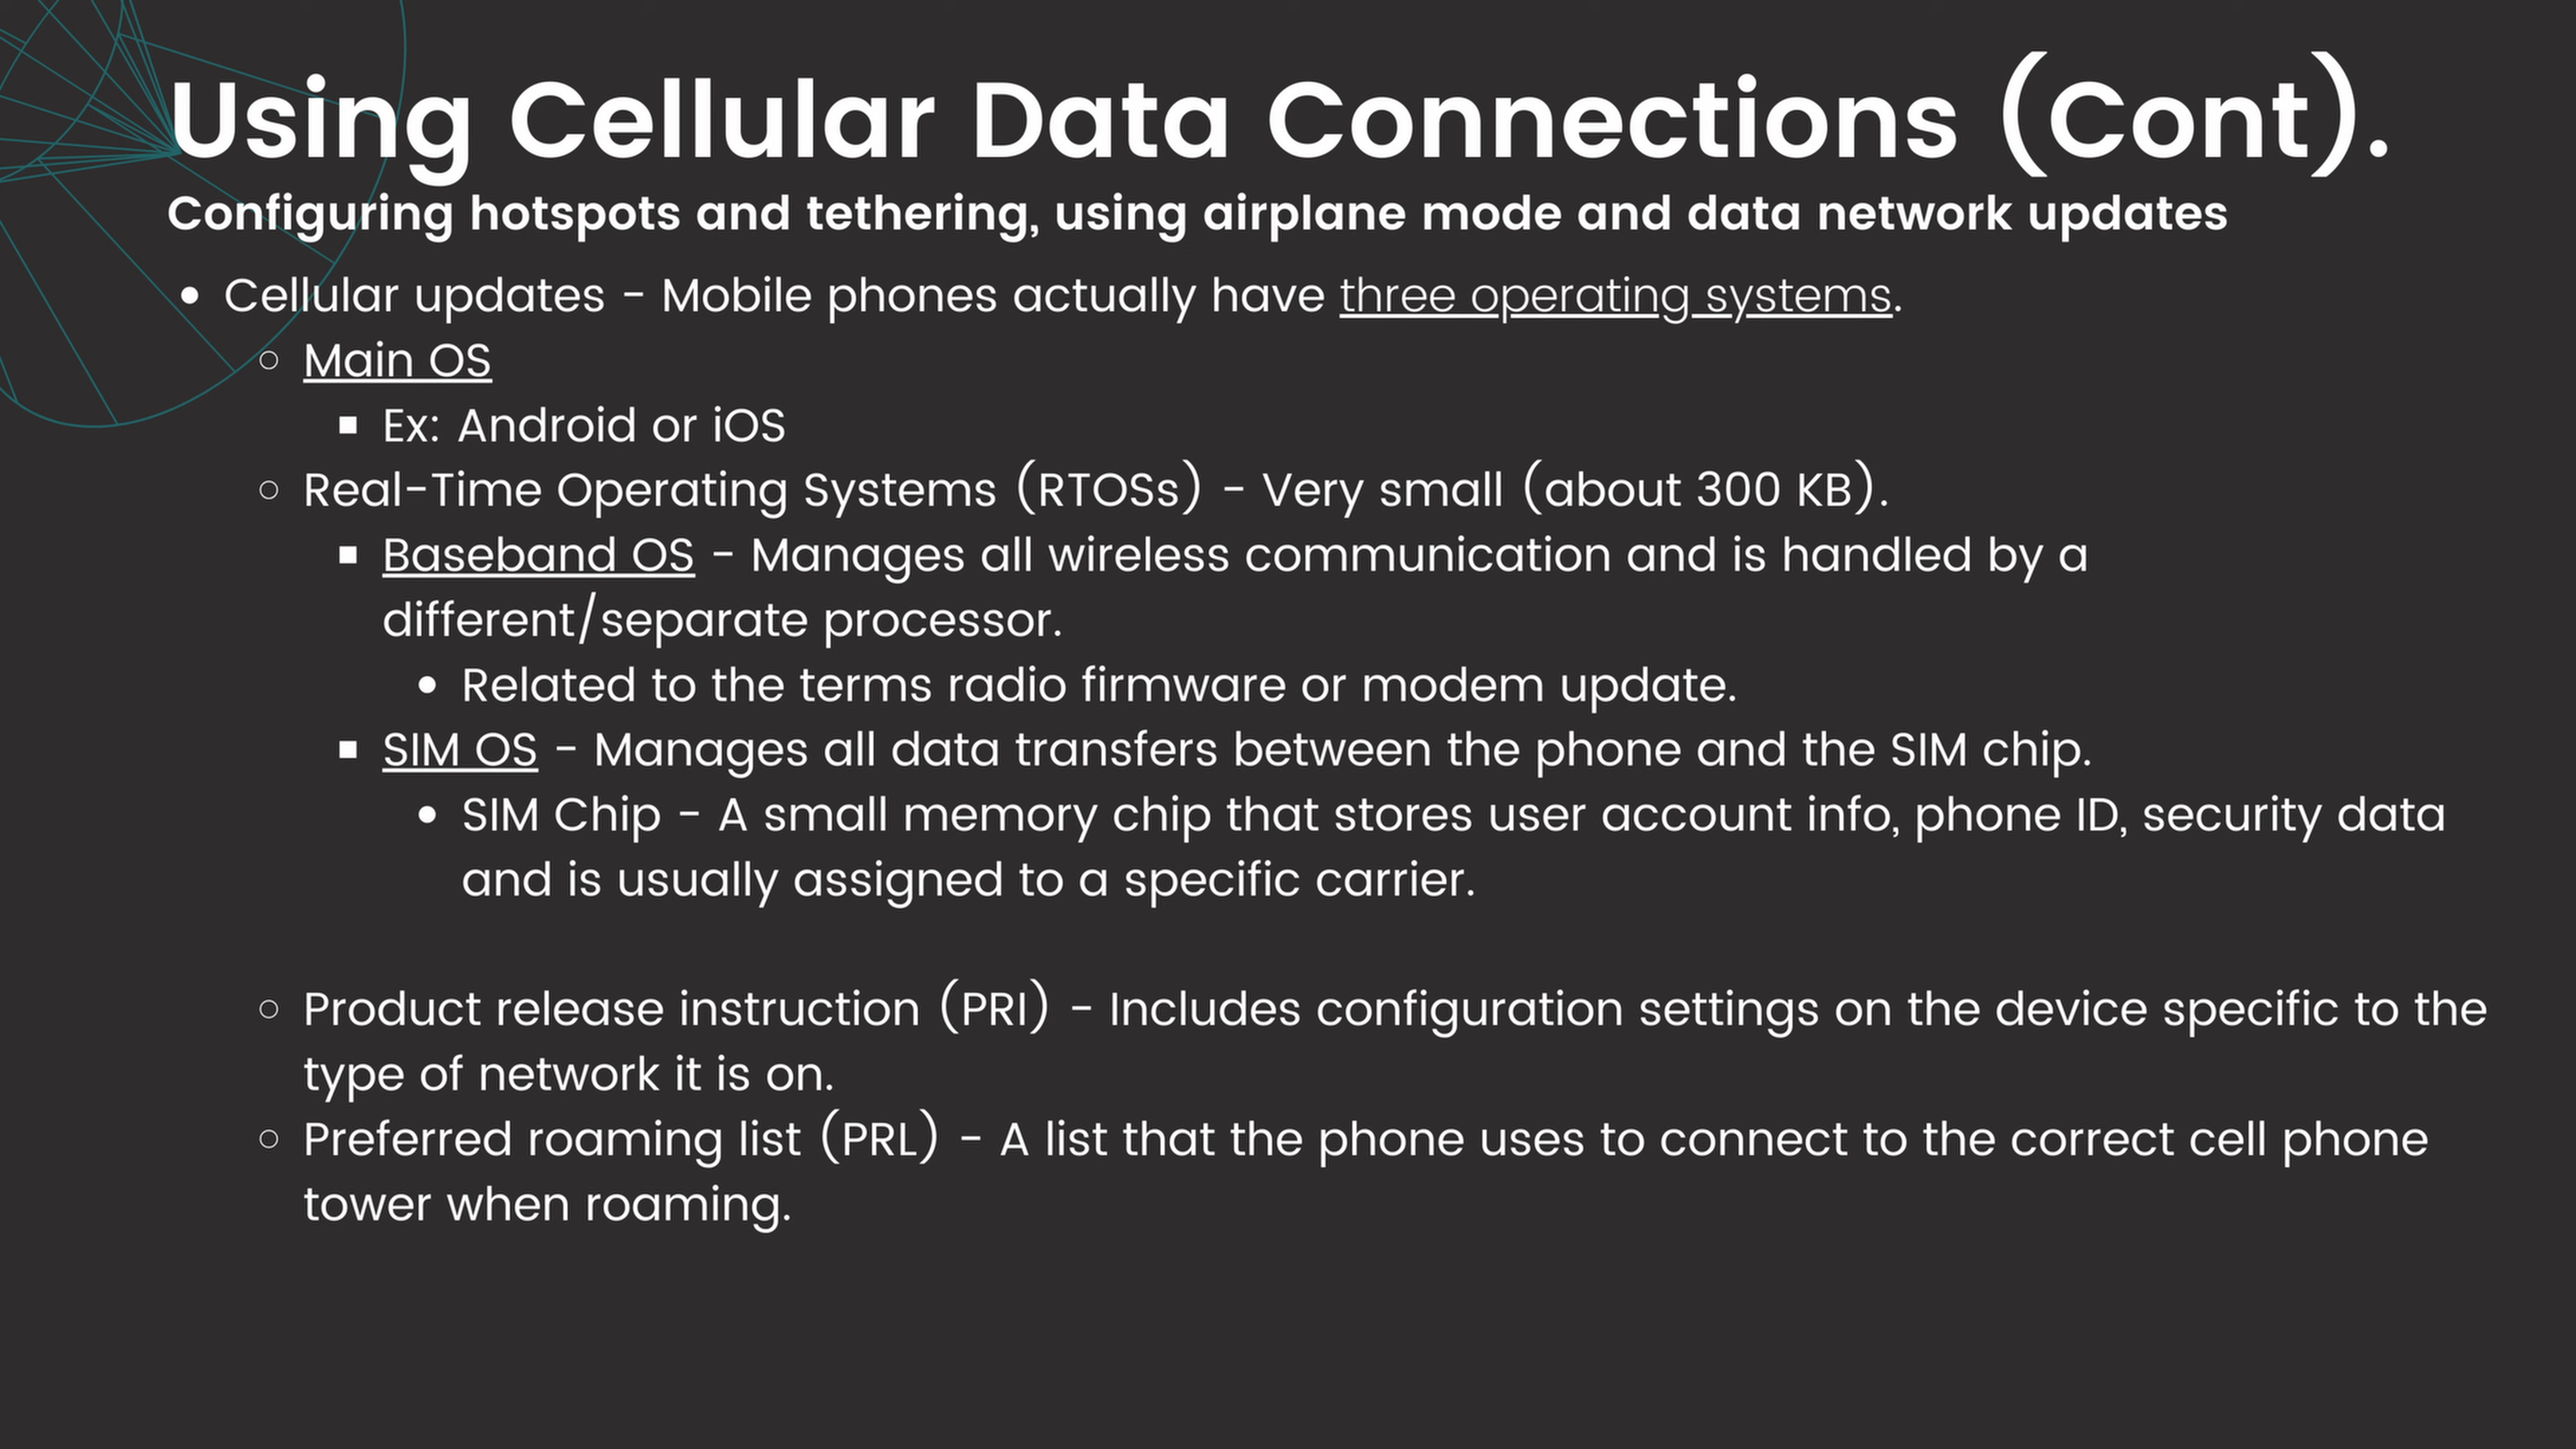 Using Cellular Data Connections (Cont).
Configuring hotspots and tethering, using airplane mode and data network updates
• Cellular updates - Mobile phones actually have three operating systems.
○ Main OS
▪ Ex: Android or iOS
○ Real-Time Operating Systems (RTOSs) - Very small (about 300 KB).
▪ Baseband OS - Manages all wireless communication and is handled by a
different/separate processor.
• Related to the terms radio firmware or modem update.
▪ SIM OS - Manages all data transfers between the phone and the SIM chip.
• SIM Chip - A small memory chip that stores user account info, phone ID, security data
and is usually assigned to a specific carrier.
○ Product release instruction (PRI) - Includes configuration settings on the device specific to the
type of network it is on.
○ Preferred roaming list (PRL) - A list that the phone uses to connect to the correct cell phone
tower when roaming.